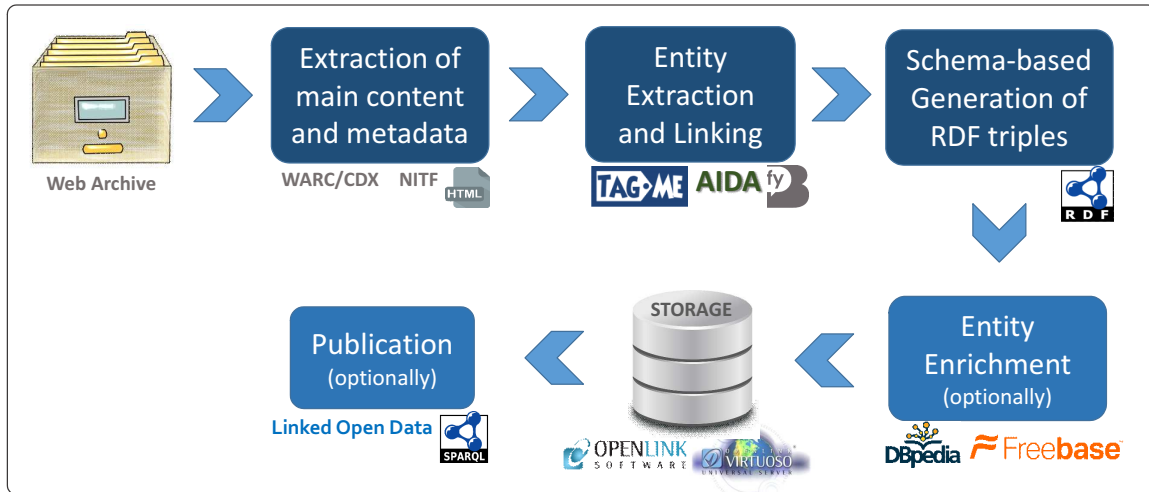 Web Archive
Extraction of
main content
and metadata
WARC/CDX NITF
HTML
Entity
Extraction
and Linking
TAG ME
AIDA
fy
B
Schema-based
Generation of
RDF triples
RDF
Entity
Enrichment
(optionally)
DBpedia
Freebase
STORAGE
OPENLINK
SOFTWARE
VIRTUOSO
UNIVERSAL SERVER
Publication
(optionally)
Linked Open Data
SPARQL